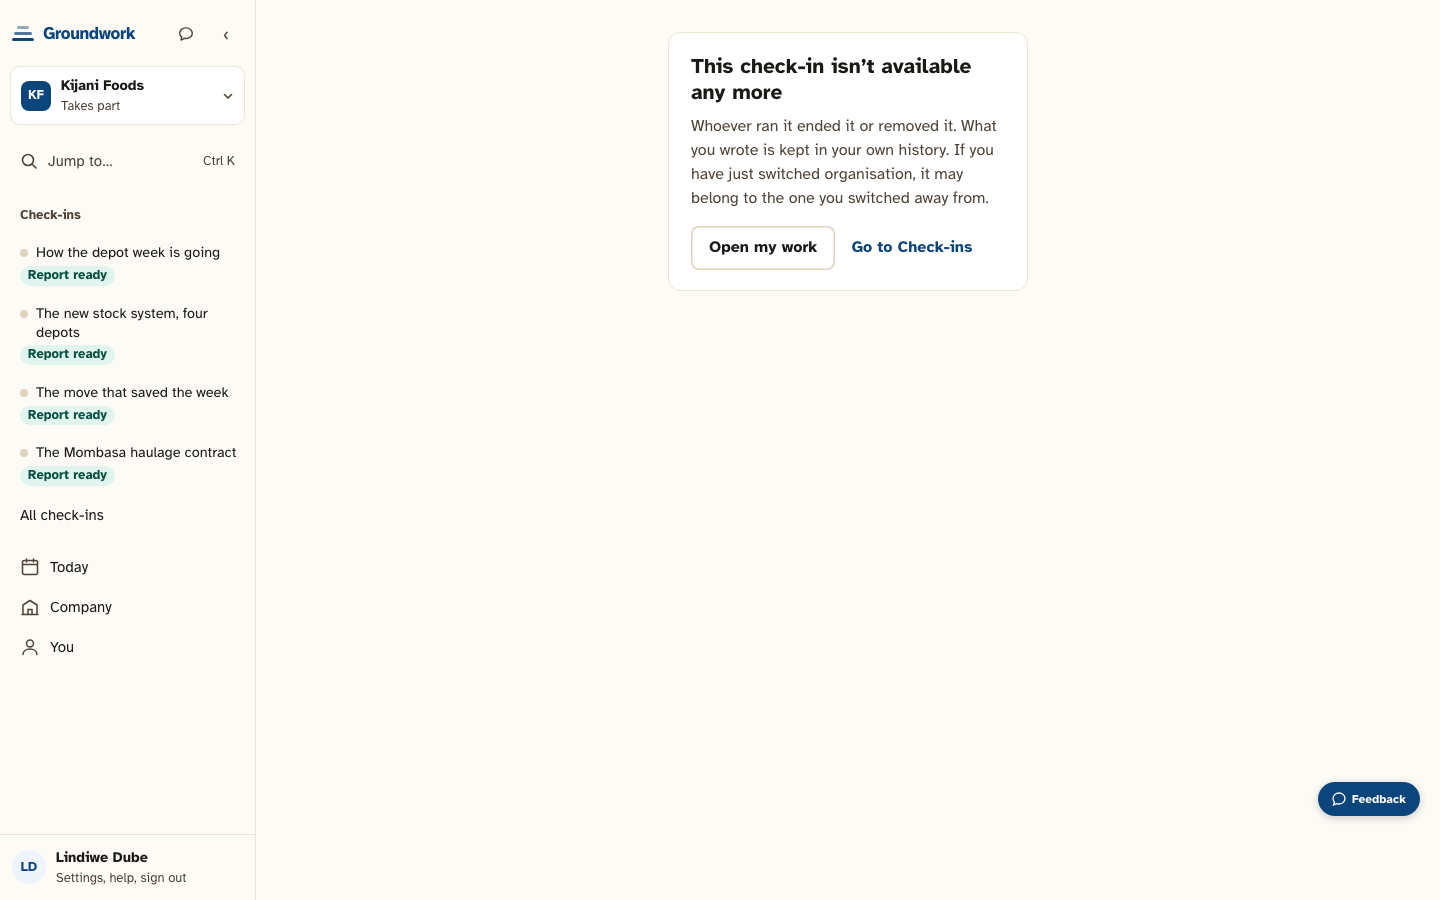 Groundwork
KF
Kijani Foods
Takes part
Jump to...
Ctrl K
Check-ins
How the depot week is going
Report ready
The new stock system, four
depots
Report ready
The move that saved the week
Report ready
The Mombasa haulage contract
Report ready
All check-ins
Today
Company
You
LD
Lindiwe Dube
Settings, help, sign out
This check-in isn’t available
any more
Whoever ran it ended it or removed it. What
you wrote is kept in your own history. If you
have just switched organisation, it may
belong to the one you switched away from.
Open my work
Go to Check-ins
Feedback